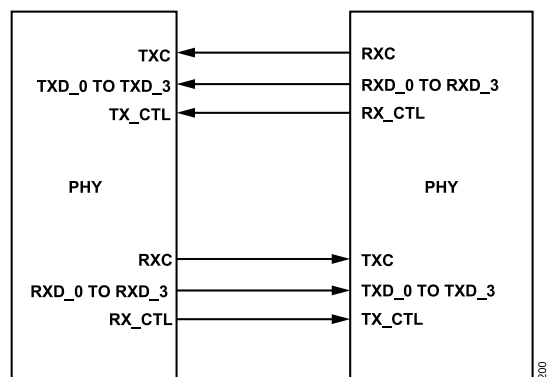 TXC
RXC
TXD_0 TO TXD_3
RXD_0 TO RXD_3
TX_CTL
RX_CTL
PHY
PHY
RXC
TXC
RXD_0 TO RXD_3
TXD_0 TO TXD_3
RX_CTL
TX_CTL
200